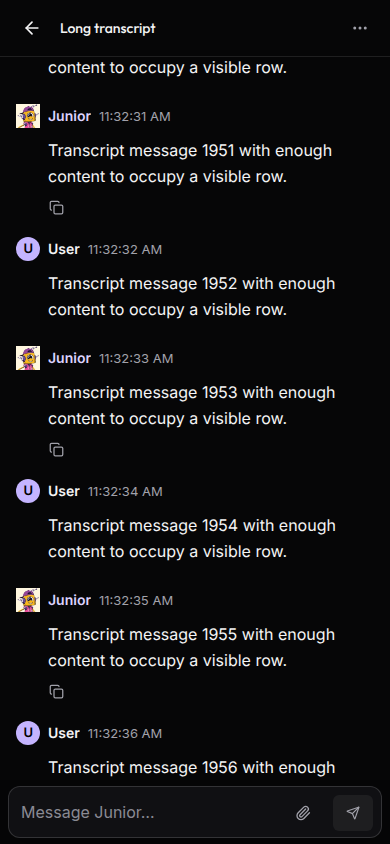 Long transcript
content to occupy a visible row.
Junior 11:32:31 AM
Transcript message 1951 with enough
content to occupy a visible row.
U User 11:32:32 AM
Transcript message 1952 with enough
content to occupy a visible row.
Junior 11:32:33 AM
Transcript message 1953 with enough
content to occupy a visible row.
U User 11:32:34 AM
Transcript message 1954 with enough
content to occupy a visible row.
Junior 11:32:35 AM
Transcript message 1955 with enough
content to occupy a visible row.
U User 11:32:36 AM
Transcript message 1956 with enough
Message Junior...